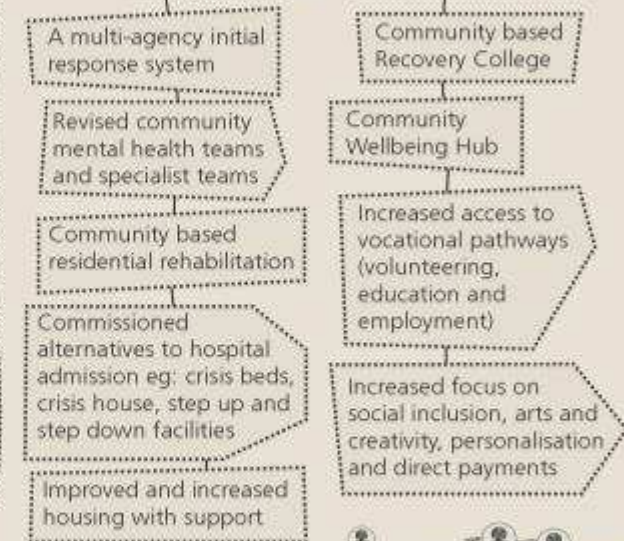 A multi-agency initial
response system
Revised community
mental health teams
and specialist teams
Community based
residential rehabilitation
Commissioned
alternatives to hospital
admission eg: crisis beds,
crisis house, step up and
step down facilities
Improved and increased
housing with support
Community based
Recovery College
Community
Wellbeing Hub
Increased access to
vocational pathways
(volunteering,
education and
employment)
Increased focus on
social inclusion, arts and
creativity, personalisation
and direct payments